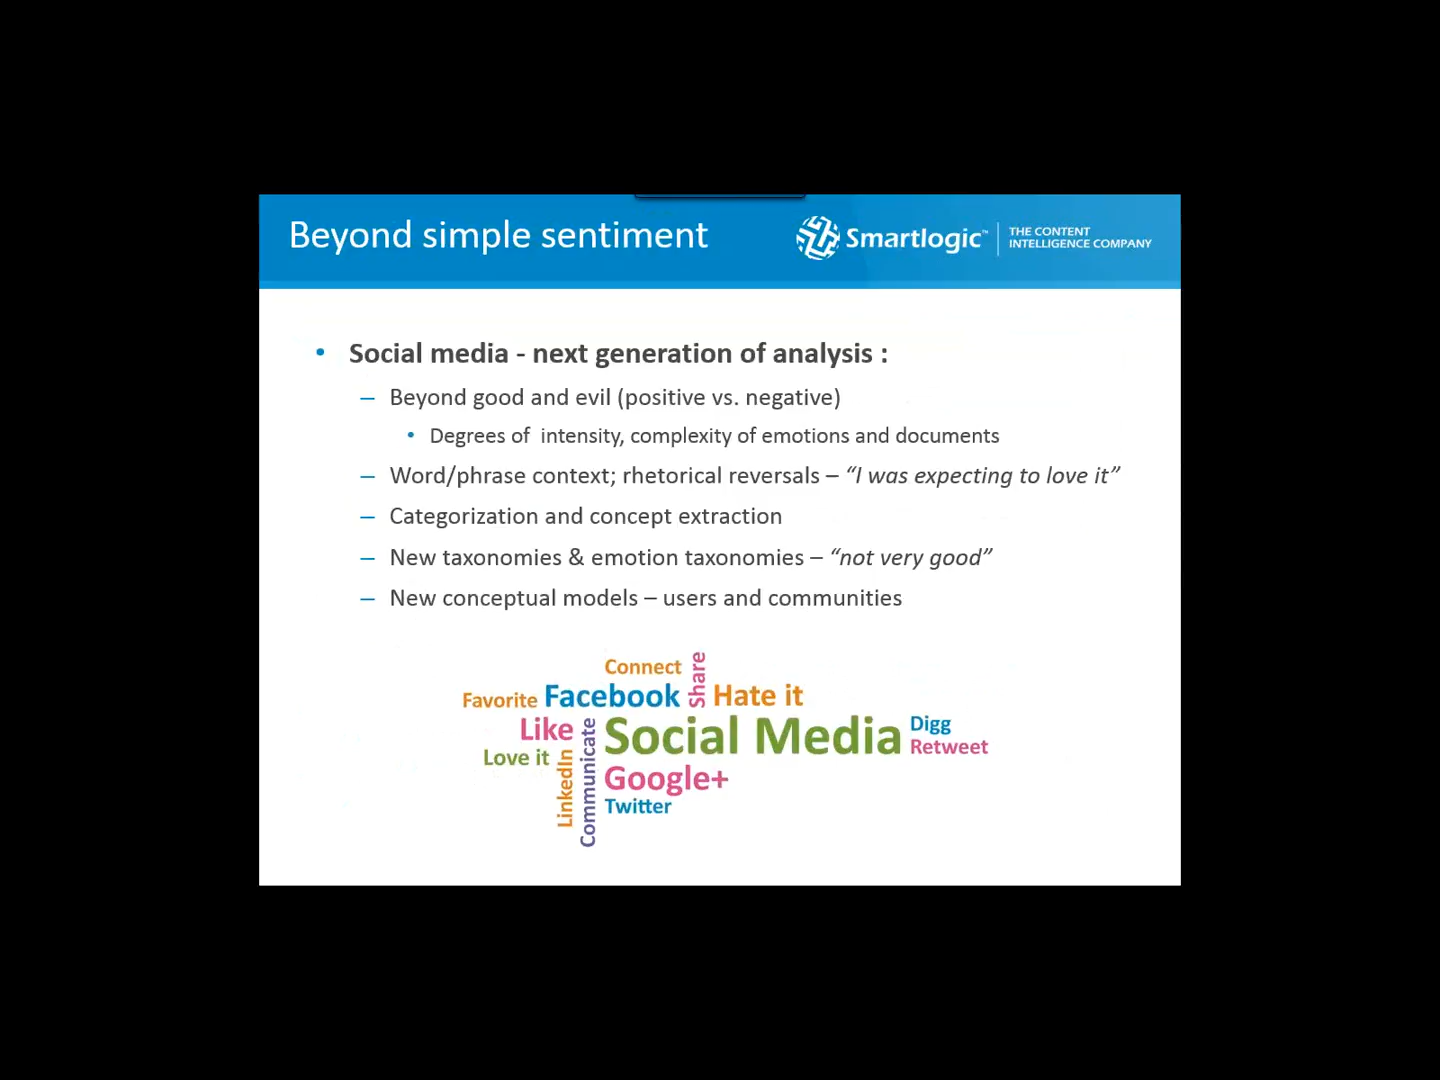 Beyond simple sentiment
Smartlogic™
THE CONTENT
INTELLIGENCE COMPANY
• Social media - next generation of analysis :
– Beyond good and evil (positive vs. negative)
• Degrees of intensity, complexity of emotions and documents
– Word/phrase context; rhetorical reversals – “I was expecting to love it”
– Categorization and concept extraction
– New taxonomies & emotion taxonomies – “not very good”
– New conceptual models – users and communities
Connect
Share
Favorite
Facebook
Hate it
Like
Communicate
Social Media
Digg
Retweet
Love it
LinkedIn
Google+
Twitter